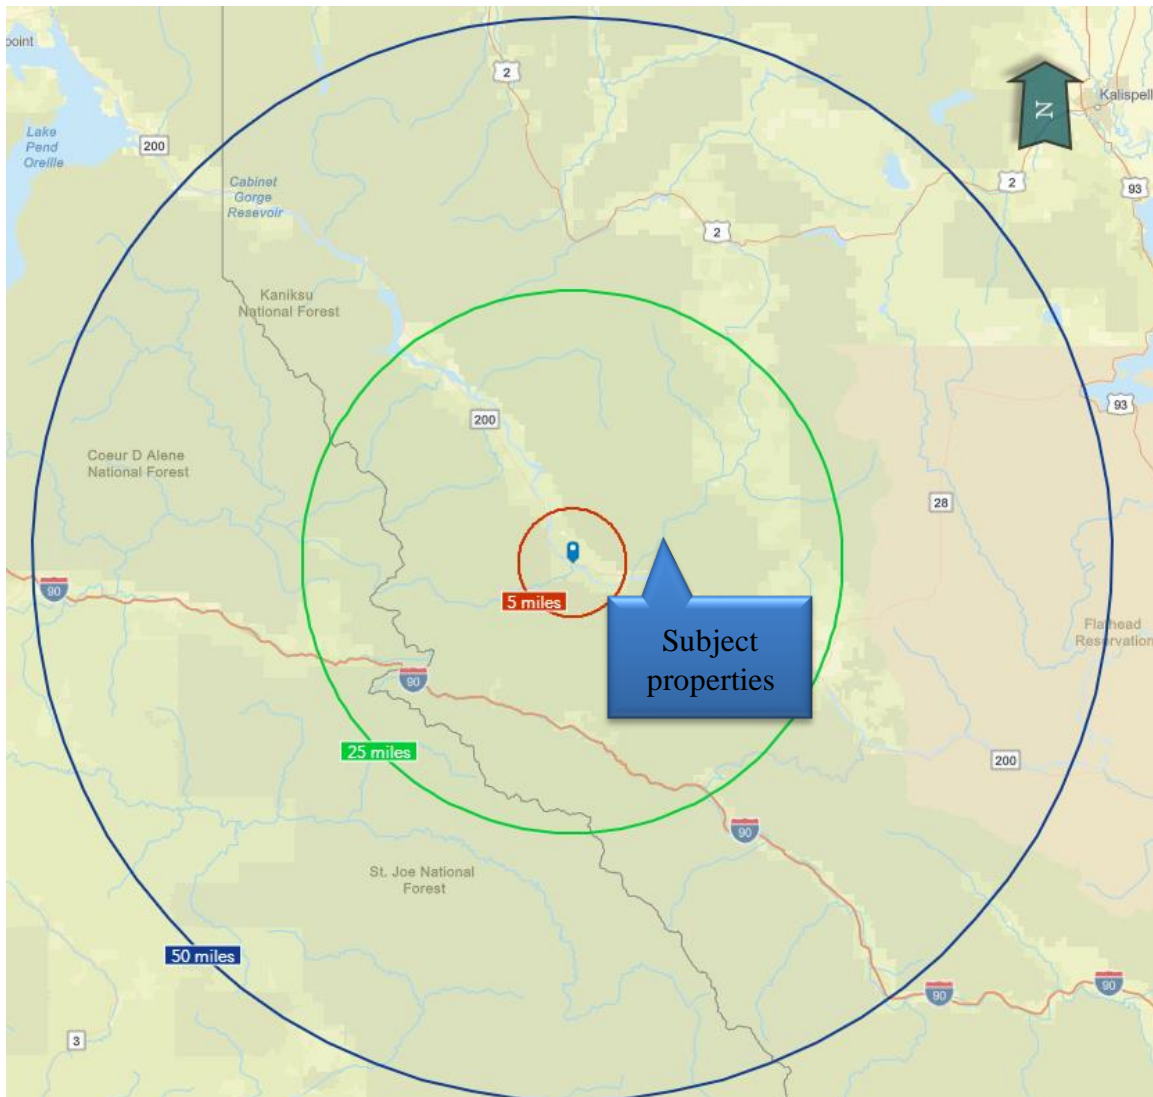 point
2
Kalispell
N
Lake
Pend
Oreille
200
Cabinet
Gorge
Resevoir
2
93
2
Kaniksu
National Forest
93
200
Coeur D Alene
National Forest
28
90
5 miles
Subject
properties
Flathead
Reservation
90
25 miles
200
90
St. Joe National
Forest
50 miles
90
90
3